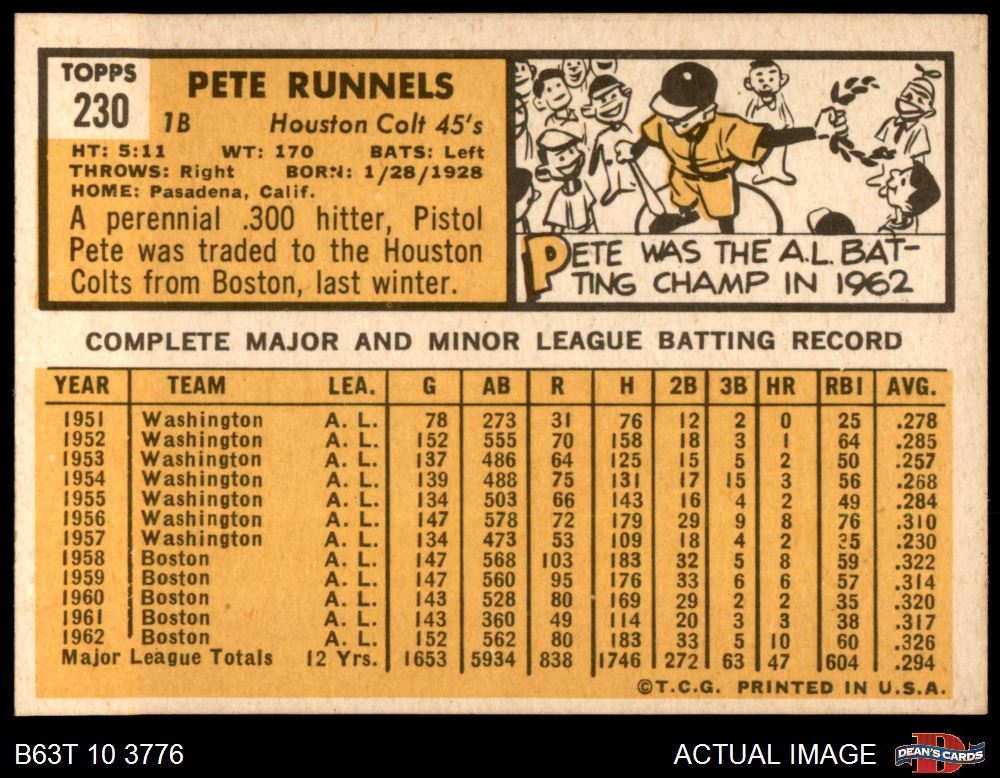 TOPPS
230
PETE RUNNELS
1B Houston Colt 45's
HT: 5:11 WT: 170 BATS: Left
THROWS: Right BORN: 1/28/1928
HOME: Pasadena, Calif.
A perennial .300 hitter, Pistol
Pete was traded to the Houston
Colts from Boston, last winter.
PETE WAS THE A.L. BAT-
TING CHAMP IN 1962
COMPLETE MAJOR AND MINOR LEAGUE BATTING RECORD
YEAR TEAM LEA. G AB R H 2B 3B HR RBI AVG.
1951 Washington A. L. 78 273 31 76 12 2 0 25 .278
1952 Washington A. L. 152 555 70 158 18 3 1 64 .285
1953 Washington A. L. 137 486 64 125 15 5 2 50 .257
1954 Washington A. L. 139 488 75 131 17 15 3 56 .268
1955 Washington A. L. 134 503 66 143 16 4 2 49 .284
1956 Washington A. L. 147 578 72 179 29 9 8 76 .310
1957 Washington A. L. 134 473 53 109 18 4 2 35 .230
1958 Boston A. L. 147 568 103 183 32 5 8 59 .322
1959 Boston A. L. 147 560 95 176 33 6 6 57 .314
1960 Boston A. L. 143 528 80 169 29 2 2 35 .320
1961 Boston A. L. 143 360 49 114 20 3 3 38 .317
1962 Boston A. L. 152 562 80 183 33 5 10 60 .326
Major League Totals 12 Yrs. 1653 5934 838 1746 272 63 47 604 .294
©T.C.G. PRINTED IN U.S.A.
B63T 10 3776 ACTUAL IMAGE DEAN'S CARDS